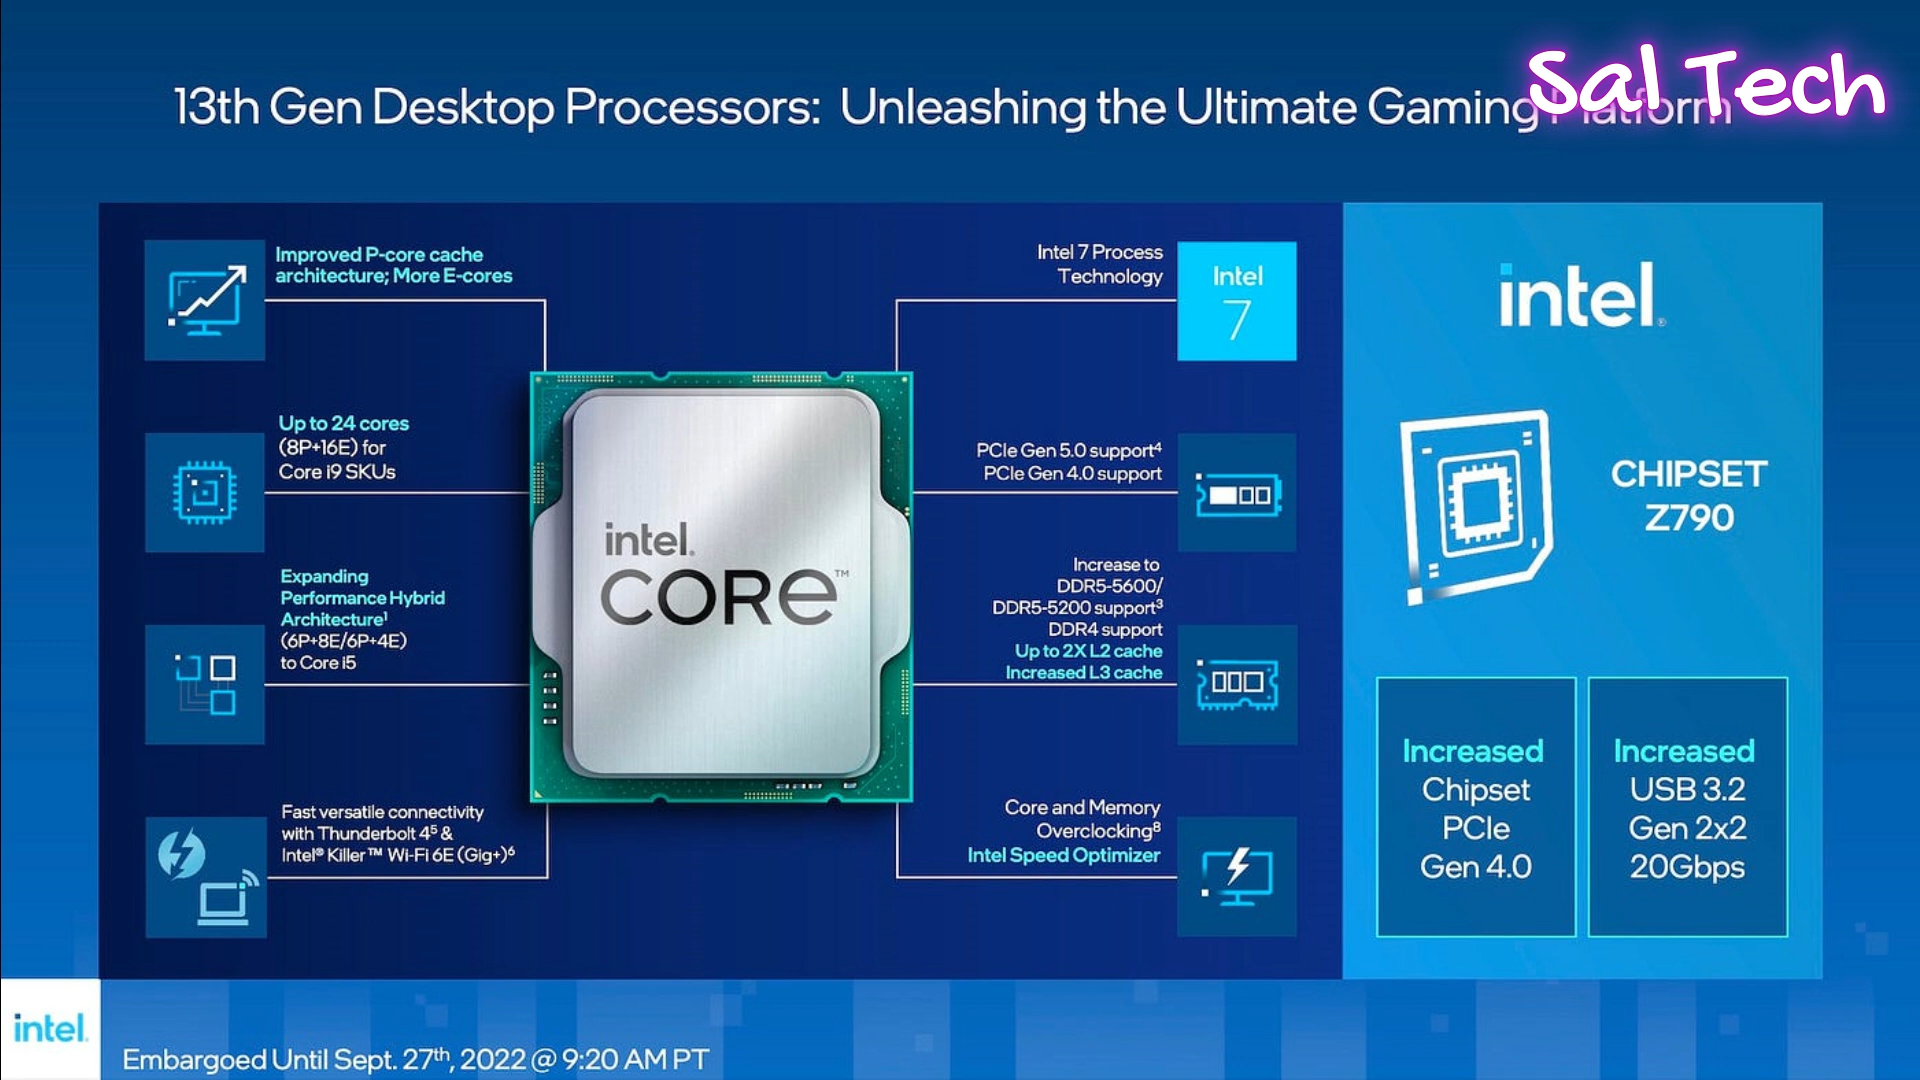 Sal Tech
13th Gen Desktop Processors: Unleashing the Ultimate Gaming Platform
Improved P-core cache
architecture; More E-cores
Up to 24 cores
(8P+16E) for
Core i9 SKUs
Expanding
Performance Hybrid
Architecture¹
(6P+8E/6P+4E)
to Core i5
Fast versatile connectivity
with Thunderbolt 4⁵ &
Intel® Killer™ Wi-Fi 6E (Gig+)⁶
intel.
CORE™
Intel 7 Process
Technology
Intel
7
PCIe Gen 5.0 support⁴
PCIe Gen 4.0 support
Increase to
DDR5-5600/
DDR5-5200 support³
DDR4 support
Up to 2X L2 cache
Increased L3 cache
Core and Memory
Overclocking⁸
Intel Speed Optimizer
intel®
CHIPSET
Z790
Increased
Chipset
PCIe
Gen 4.0
Increased
USB 3.2
Gen 2x2
20Gbps
intel.
Embargoed Until Sept. 27th, 2022 @ 9:20 AM PT